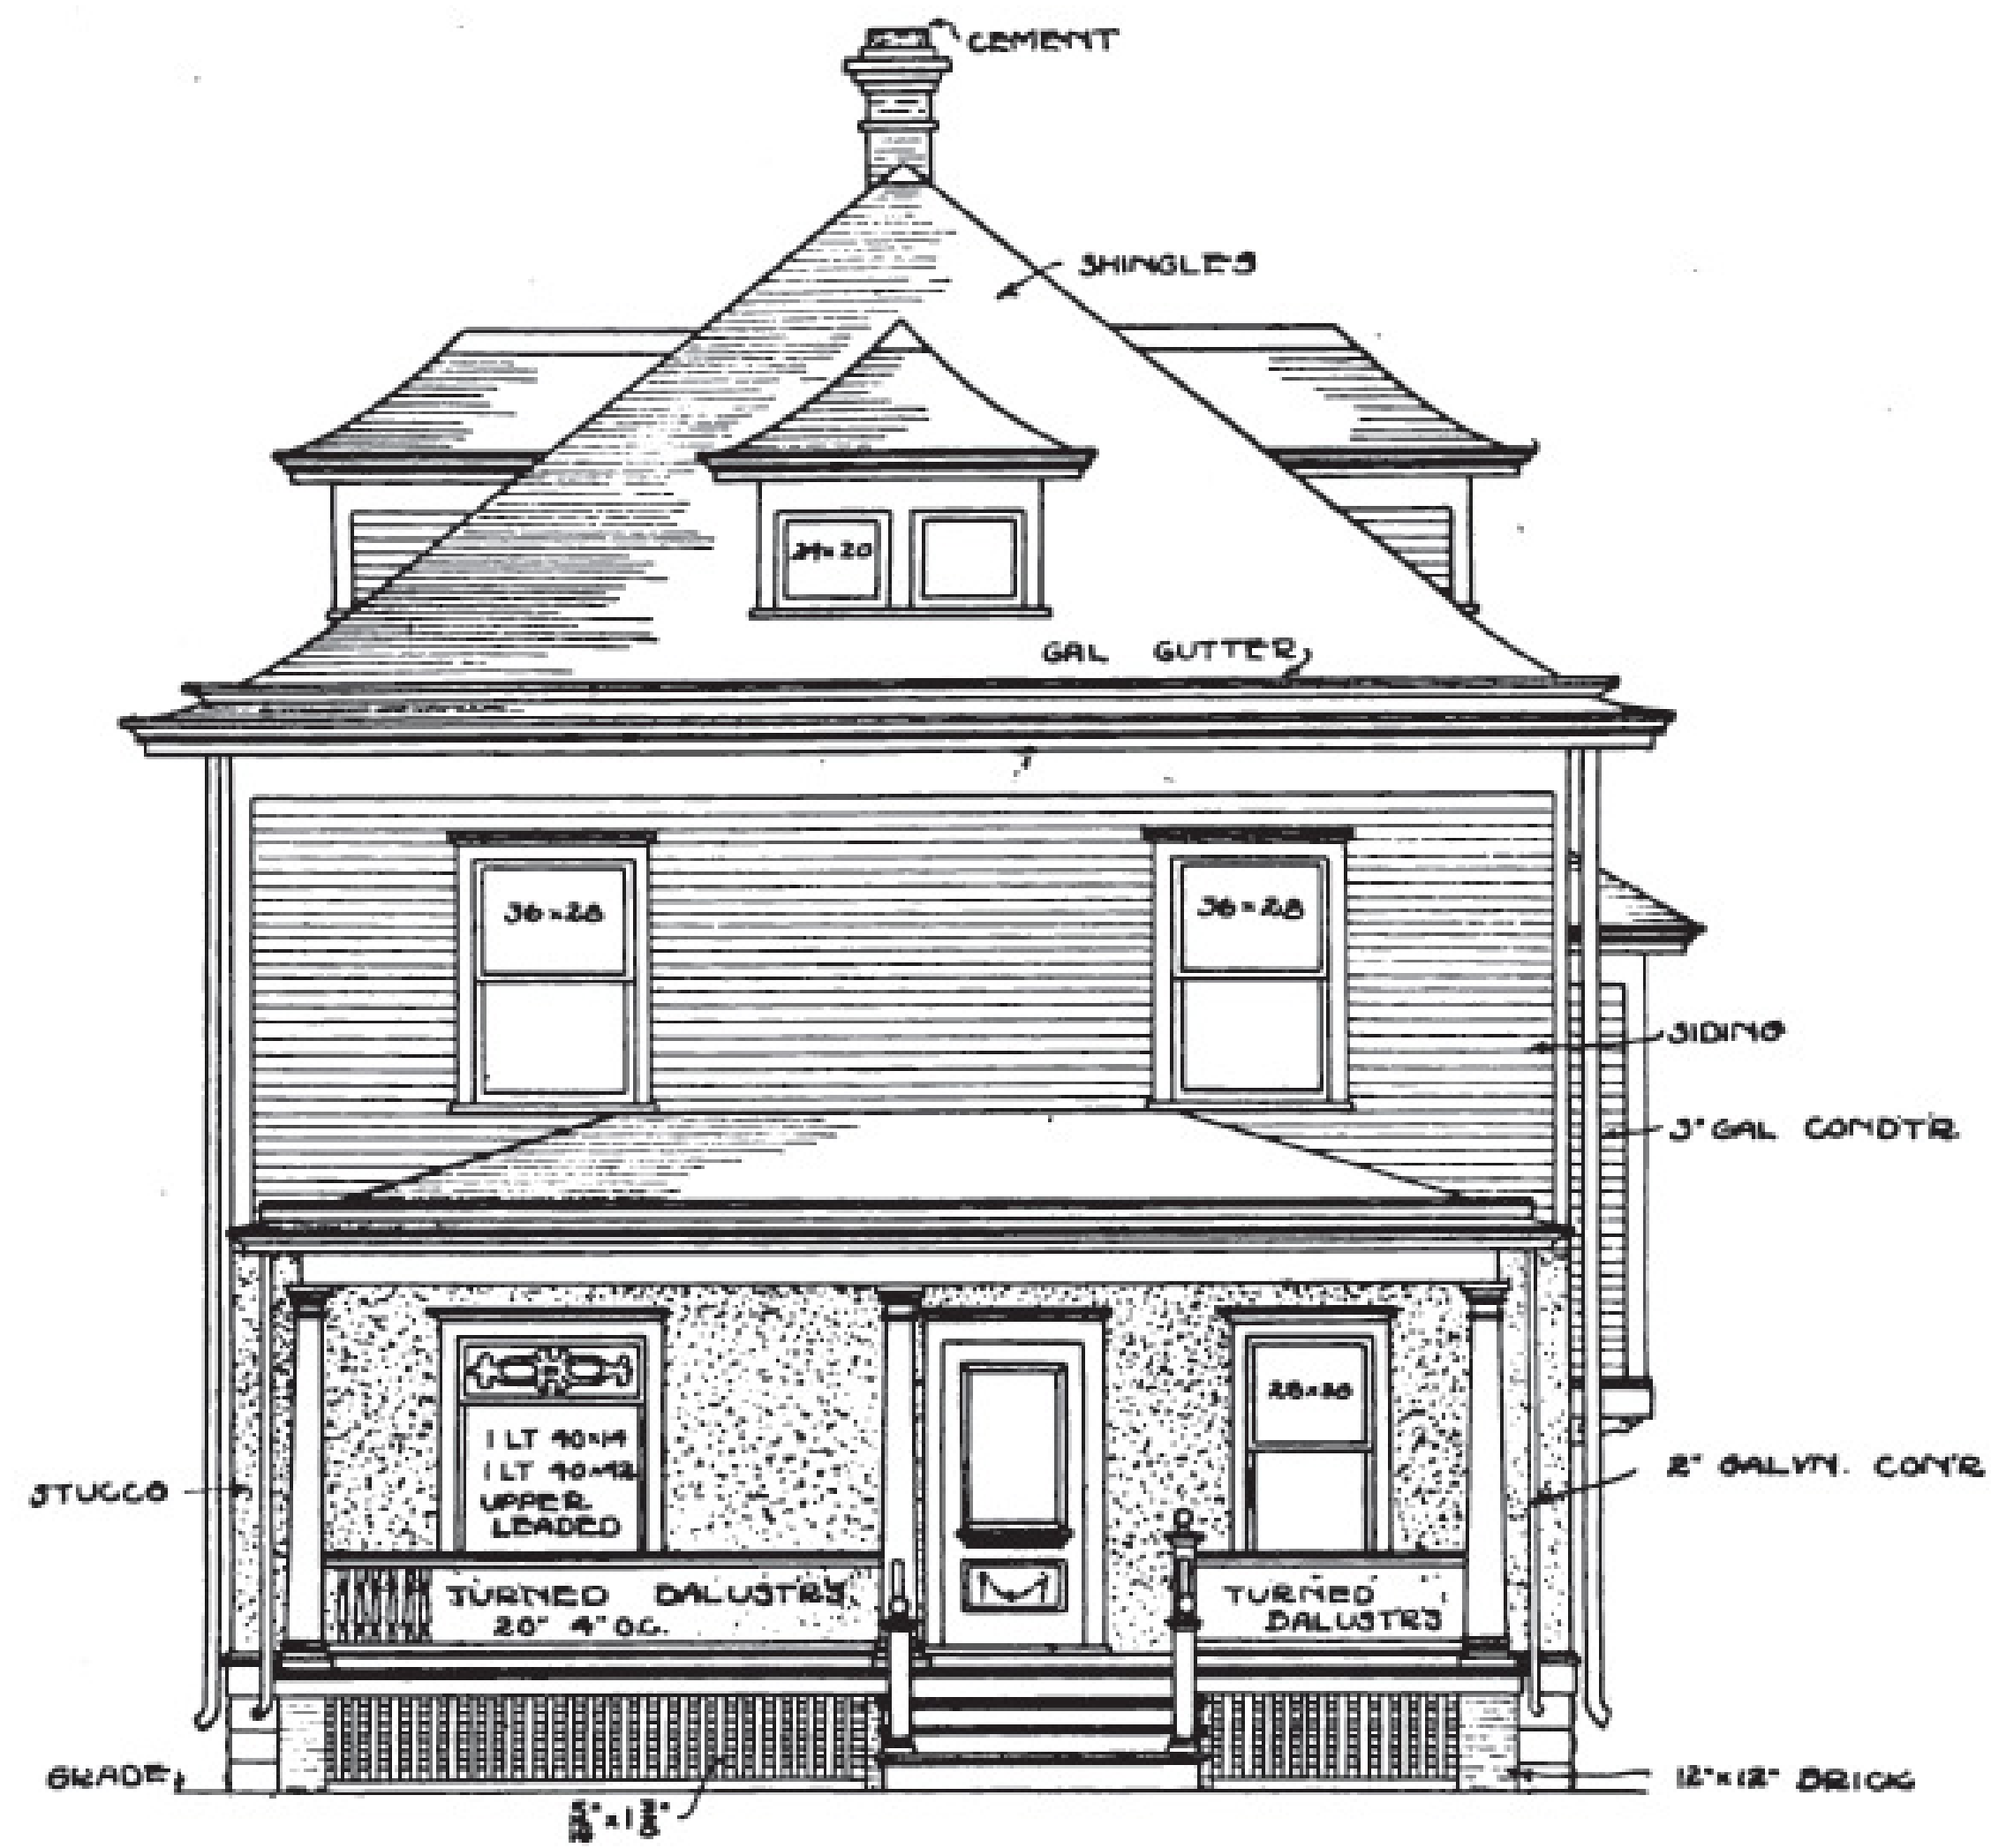 CEMENT
SHINGLES
24×20
GAL GUTTER
36×28
36×28
SIDING
3" GAL CONDT'R
28×28
1 LT 40×14
1 LT 40×42
UPPER
LEADED
STUCCO
2" GALVN. CON'R
TURNED BALUSTRS
20" 4" O.C.
TURNED
BALUSTRS
GRADE
12"×12" BRICK